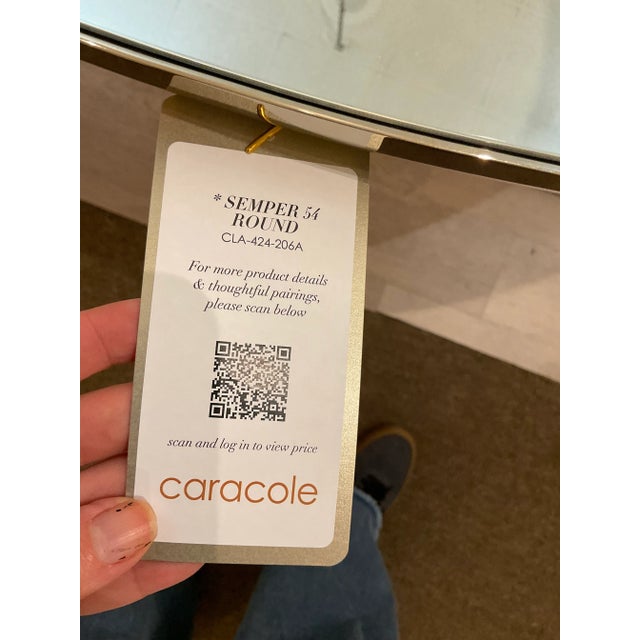 * SEMPER 54
ROUND
CLA-424-206A
For more product details
& thoughtful pairings,
please scan below
scan and log in to view price
caracole